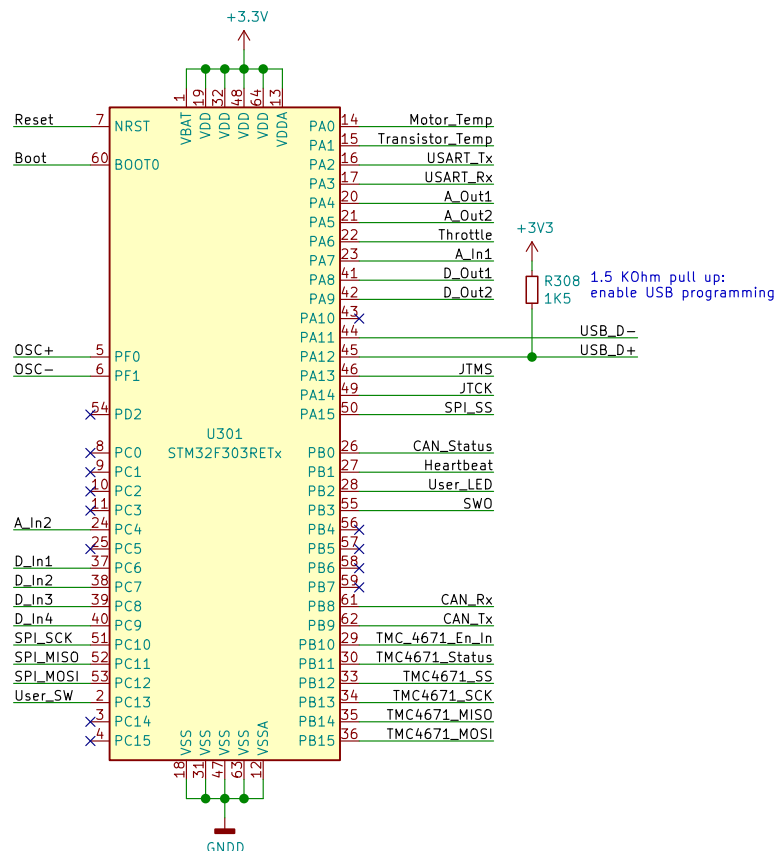 +3.3V
1
19
32
48
64
13
VBAT
VDD
VDD
VDD
VDD
VDDA
Reset 7 NRST
Boot 60 BOOT0
OSC+ 5 PF0
OSC- 6 PF1
54 PD2
8 PC0
9 PC1
10 PC2
11 PC3
A_In2 24 PC4
25 PC5
D_In1 37 PC6
D_In2 38 PC7
D_In3 39 PC8
D_In4 40 PC9
SPI_SCK 51 PC10
SPI_MISO 52 PC11
SPI_MOSI 53 PC12
User_SW 2 PC13
3 PC14
4 PC15
U301
STM32F303RETx
PA0 14 Motor_Temp
PA1 15 Transistor_Temp
PA2 16 USART_Tx
PA3 17 USART_Rx
PA4 20 A_Out1
PA5 21 A_Out2
PA6 22 Throttle
PA7 23 A_In1
PA8 41 D_Out1
PA9 42 D_Out2
PA10 43
PA11 44 USB_D-
PA12 45 USB_D+
PA13 46 JTMS
PA14 49 JTCK
PA15 50 SPI_SS
PB0 26 CAN_Status
PB1 27 Heartbeat
PB2 28 User_LED
PB3 55 SWO
PB4 56
PB5 57
PB6 58
PB7 59
PB8 61 CAN_Rx
PB9 62 CAN_Tx
PB10 29 TMC_4671_En_In
PB11 30 TMC4671_Status
PB12 33 TMC4671_SS
PB13 34 TMC4671_SCK
PB14 35 TMC4671_MISO
PB15 36 TMC4671_MOSI
+3V3
R308
1K5
1.5 KOhm pull up:
enable USB programming
VSS
VSS
VSS
VSS
VSSA
18
31
47
63
12
GNDD